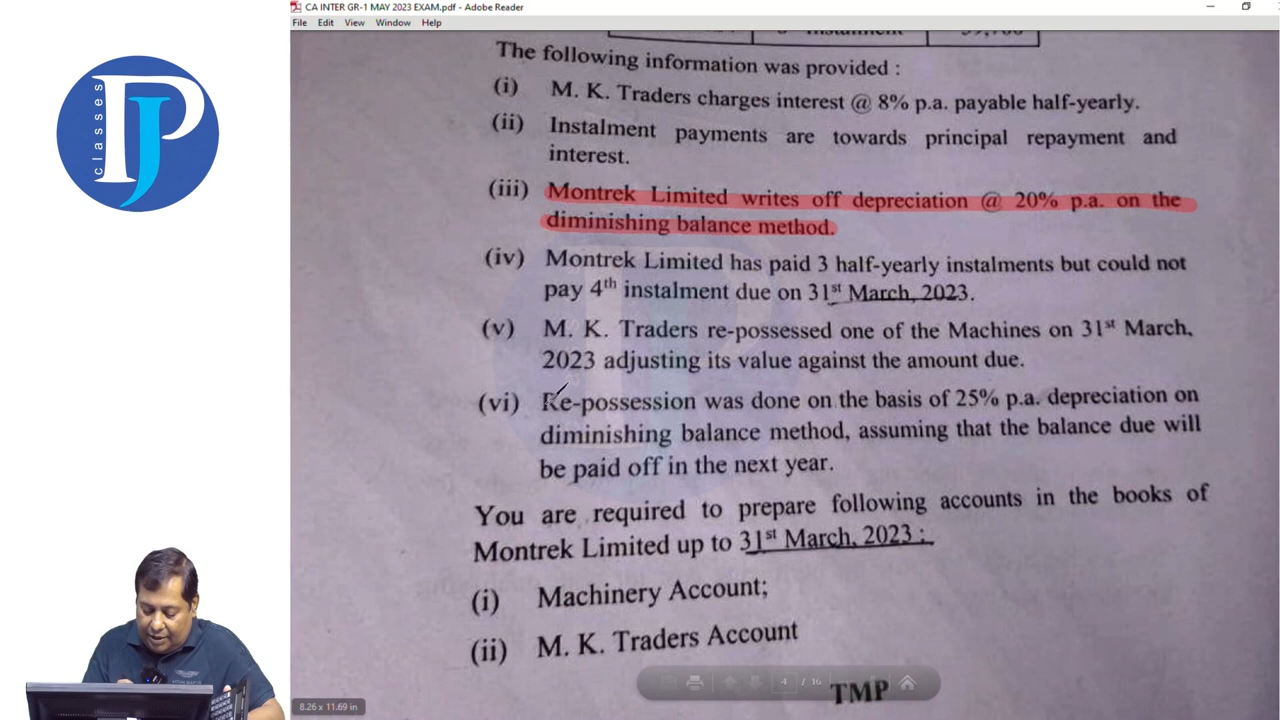 CA INTER GR-1 MAY 2023 EXAM.pdf - Adobe Reader
File Edit View Window Help
PJ classes
The following information was provided :
(i) M. K. Traders charges interest @ 8% p.a. payable half-yearly.
(ii) Instalment payments are towards principal repayment and
interest.
(iii) Montrek Limited writes off depreciation @ 20% p.a. on the
diminishing balance method.
(iv) Montrek Limited has paid 3 half-yearly instalments but could not
pay 4th instalment due on 31st March, 2023.
(v) M. K. Traders re-possessed one of the Machines on 31st March,
2023 adjusting its value against the amount due.
(vi) Re-possession was done on the basis of 25% p.a. depreciation on
diminishing balance method, assuming that the balance due will
be paid off in the next year.
You are required to prepare following accounts in the books of
Montrek Limited up to 31st March, 2023 :
(i) Machinery Account;
(ii) M. K. Traders Account
4 / 16
TMP
8.26 x 11.69 in